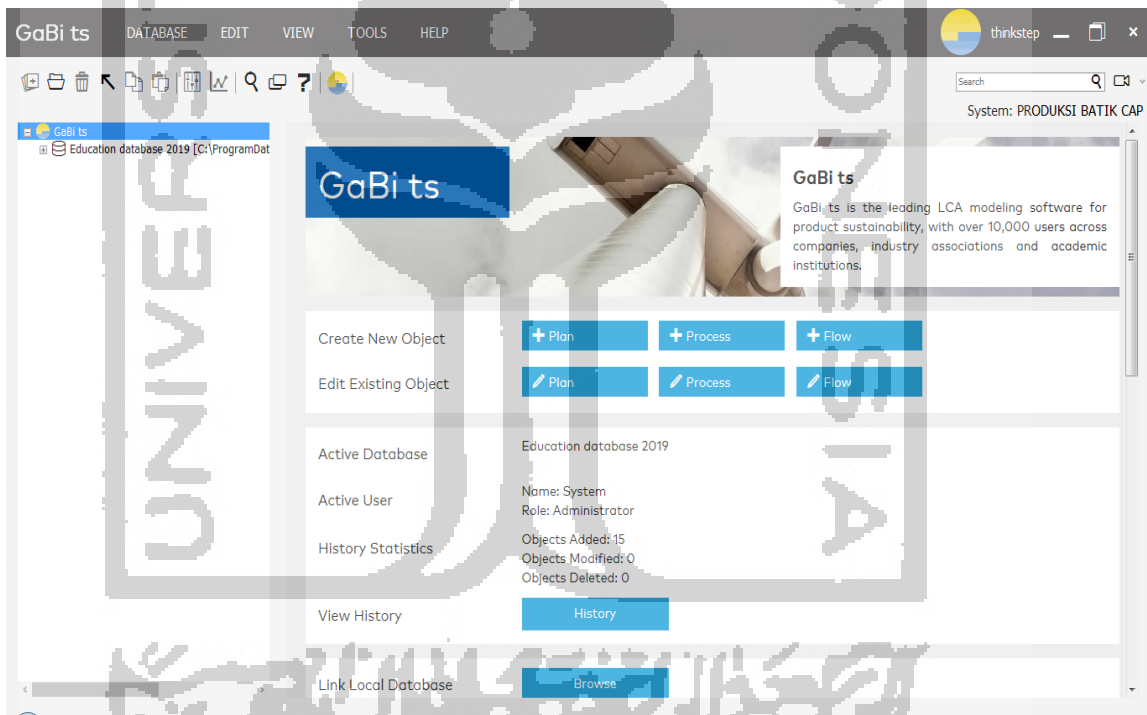 GaBi ts DATABASE EDIT VIEW TOOLS HELP thinkstep
Search
System: PRODUKSI BATIK CAP
GaBi ts
Education database 2019 [C:\ProgramDat
GaBi ts
GaBi ts
GaBi ts is the leading LCA modeling software for
product sustainability, with over 10,000 users across
companies, industry associations and academic
institutions.
Create New Object + Plan + Process + Flow
Edit Existing Object Plan Process Flow
Active Database Education database 2019
Active User Name: System
Role: Administrator
History Statistics Objects Added: 15
Objects Modified: 0
Objects Deleted: 0
View History History
Link Local Database Browse